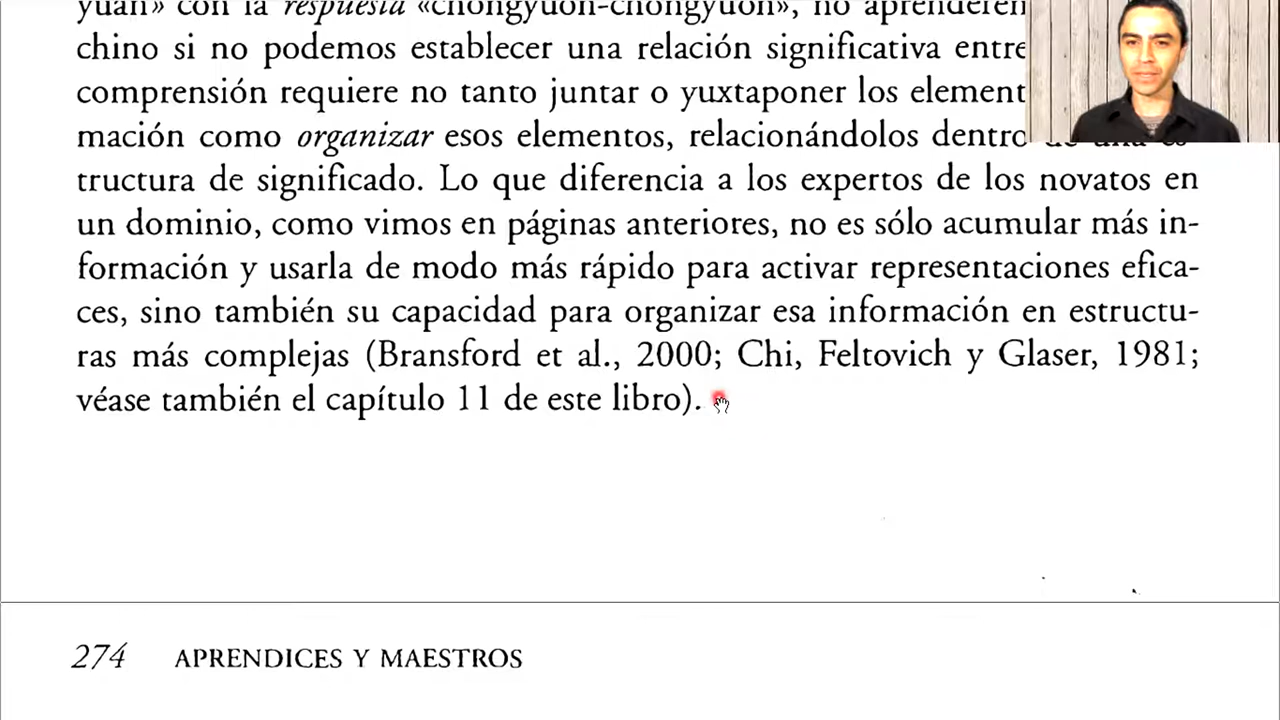 yuan» con la respuesta «chongyuon-chongyuon», no aprenderem
chino si no podemos establecer una relación significativa entre
comprensión requiere no tanto juntar o yuxtaponer los element
mación como organizar esos elementos, relacionándolos dentro de una es-
tructura de significado. Lo que diferencia a los expertos de los novatos en
un dominio, como vimos en páginas anteriores, no es sólo acumular más in-
formación y usarla de modo más rápido para activar representaciones efica-
ces, sino también su capacidad para organizar esa información en estructu-
ras más complejas (Bransford et al., 2000; Chi, Feltovich y Glaser, 1981;
véase también el capítulo 11 de este libro).
274 APRENDICES Y MAESTROS